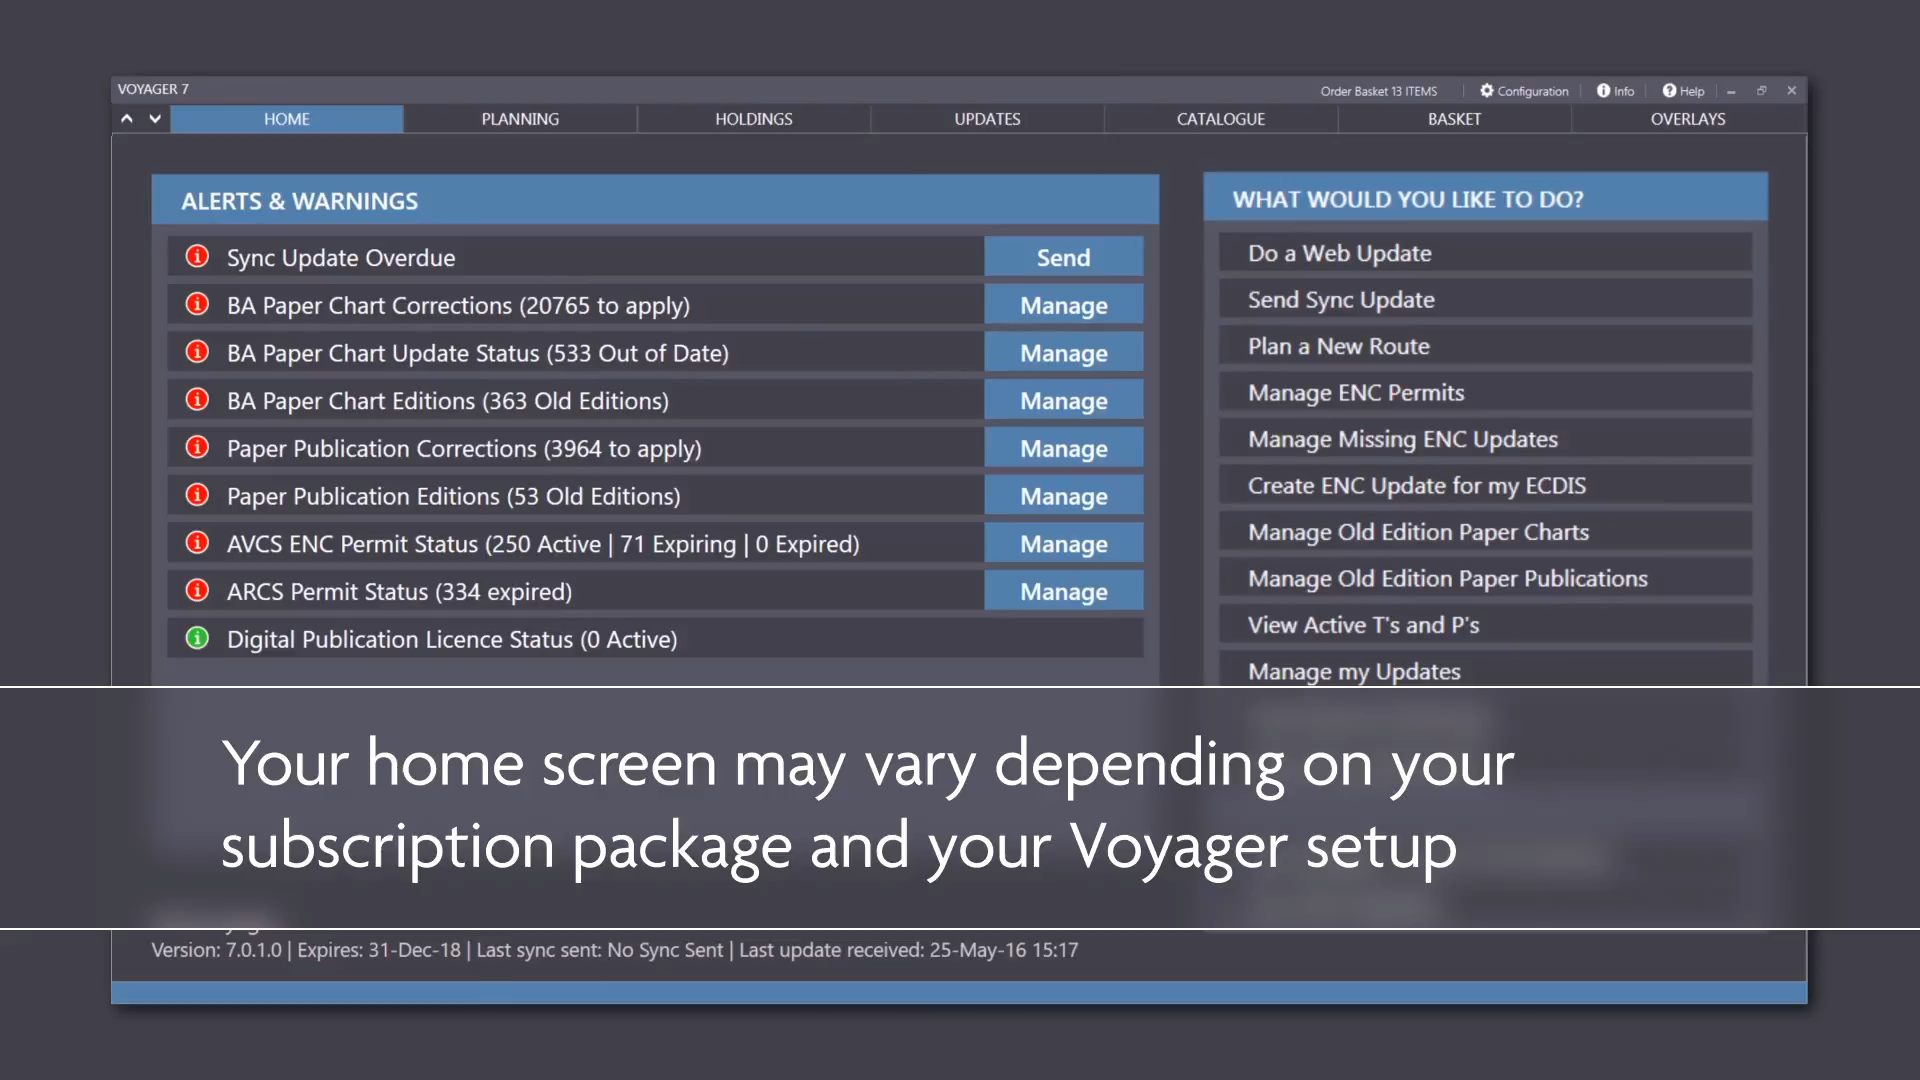 VOYAGER 7
Order Basket 13 ITEMS
Configuration
Info
Help
HOME
PLANNING
HOLDINGS
UPDATES
CATALOGUE
BASKET
OVERLAYS
ALERTS & WARNINGS
Sync Update Overdue
Send
BA Paper Chart Corrections (20765 to apply)
Manage
BA Paper Chart Update Status (533 Out of Date)
Manage
BA Paper Chart Editions (363 Old Editions)
Manage
Paper Publication Corrections (3964 to apply)
Manage
Paper Publication Editions (53 Old Editions)
Manage
AVCS ENC Permit Status (250 Active | 71 Expiring | 0 Expired)
Manage
ARCS Permit Status (334 expired)
Manage
Digital Publication Licence Status (0 Active)
WHAT WOULD YOU LIKE TO DO?
Do a Web Update
Send Sync Update
Plan a New Route
Manage ENC Permits
Manage Missing ENC Updates
Create ENC Update for my ECDIS
Manage Old Edition Paper Charts
Manage Old Edition Paper Publications
View Active T's and P's
Manage my Updates
Your home screen may vary depending on your
subscription package and your Voyager setup
Version: 7.0.1.0 | Expires: 31-Dec-18 | Last sync sent: No Sync Sent | Last update received: 25-May-16 15:17